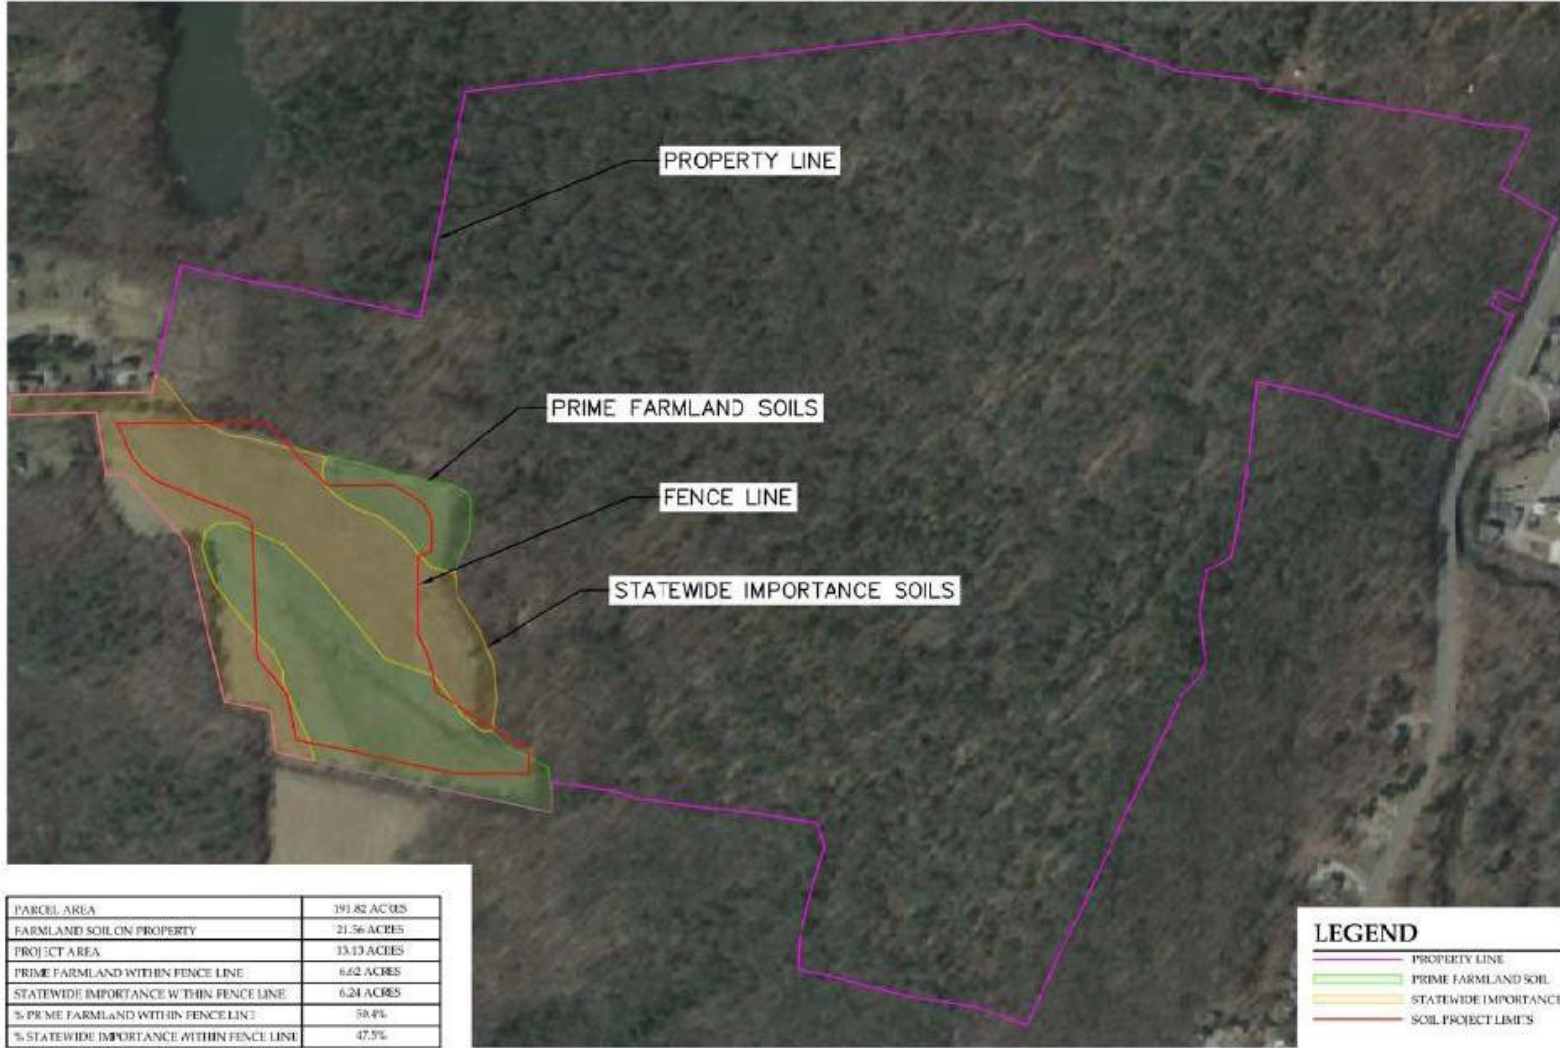 PROPERTY LINE
PRIME FARMLAND SOILS
FENCE LINE
STATEWIDE IMPORTANCE SOILS
PARCEL AREA 191.82 ACRES
FARMLAND SOIL ON PROPERTY 21.56 ACRES
PROJECT AREA 13.13 ACRES
PRIME FARMLAND WITHIN FENCE LINE 6.62 ACRES
STATEWIDE IMPORTANCE WITHIN FENCE LINE 6.24 ACRES
% PRIME FARMLAND WITHIN FENCE LINE 50.4%
% STATEWIDE IMPORTANCE WITHIN FENCE LINE 47.5%
LEGEND
PROPERTY LINE
PRIME FARMLAND SOIL
STATEWIDE IMPORTANCE
SOIL PROJECT LIMITS